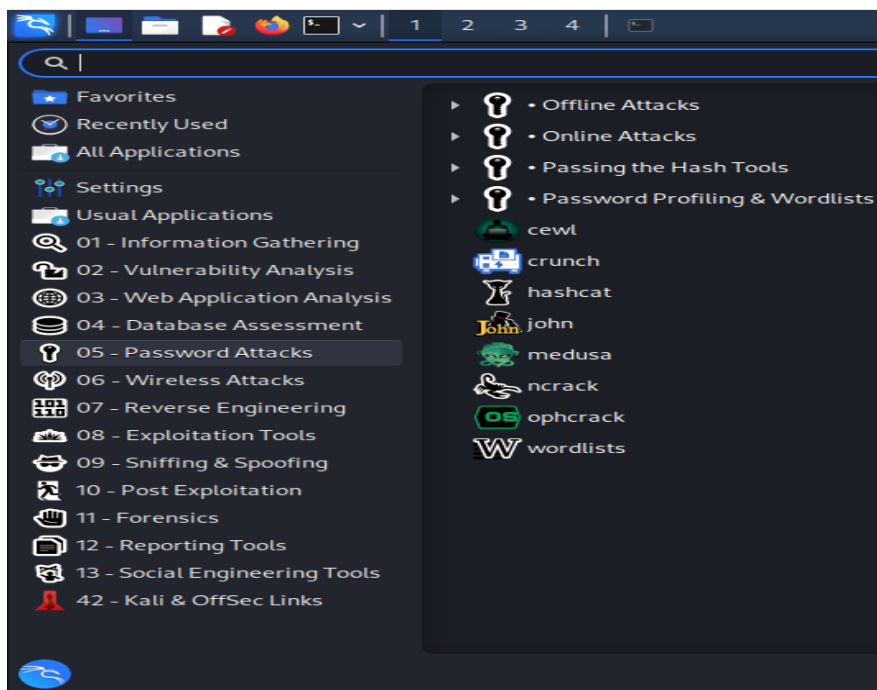 1 2 3 4
Favorites
Recently Used
All Applications
Settings
Usual Applications
01 - Information Gathering
02 - Vulnerability Analysis
03 - Web Application Analysis
04 - Database Assessment
05 - Password Attacks
06 - Wireless Attacks
07 - Reverse Engineering
08 - Exploitation Tools
09 - Sniffing & Spoofing
10 - Post Exploitation
11 - Forensics
12 - Reporting Tools
13 - Social Engineering Tools
42 - Kali & OffSec Links
• Offline Attacks
• Online Attacks
• Passing the Hash Tools
• Password Profiling & Wordlists
cewl
crunch
hashcat
John john
medusa
ncrack
OS ophcrack
W wordlists